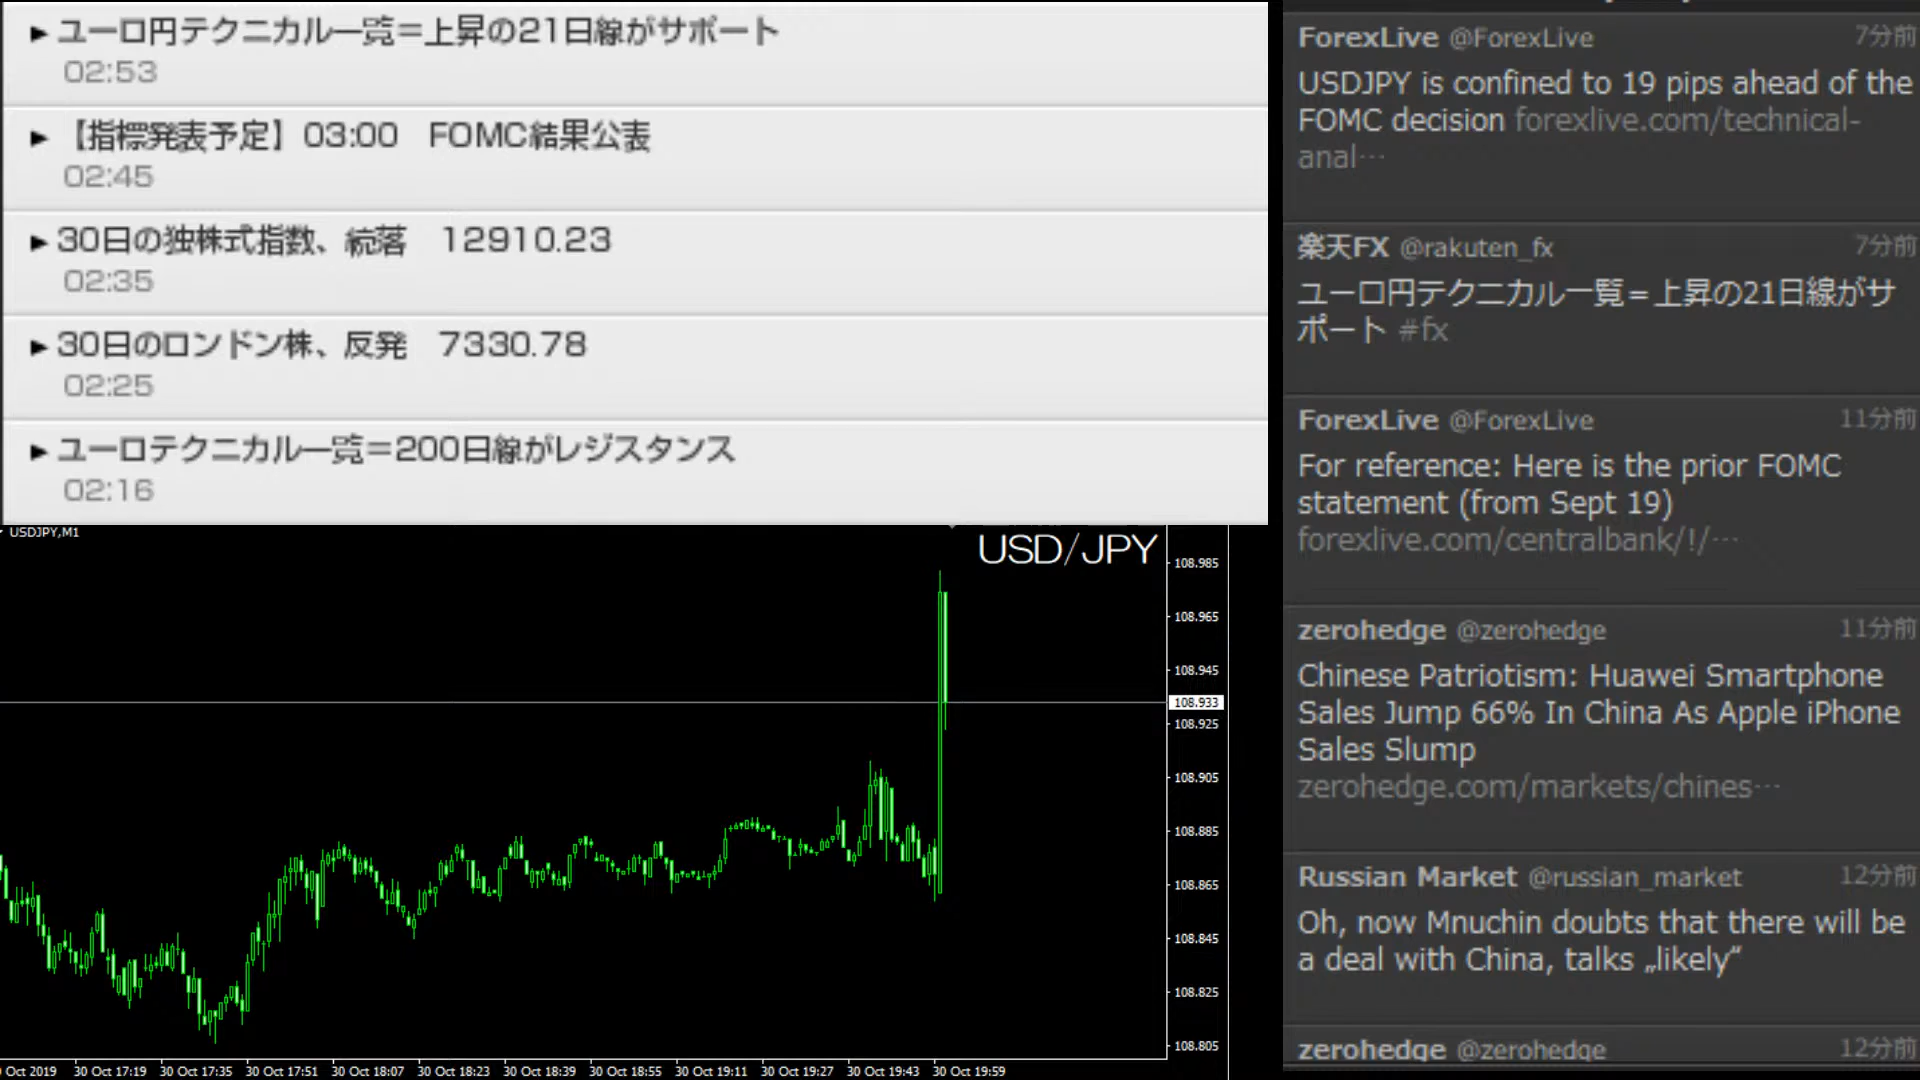 ▶ユーロ円テクニカル一覧＝上昇の21日線がサポート
02:53
▶【指標発表予定】03:00　FOMC結果公表
02:45
▶30日の独株式指数、続落　12910.23
02:35
▶30日のロンドン株、反発　7330.78
02:25
▶ユーロテクニカル一覧＝200日線がレジスタンス
02:16
USDJPY,M1
USD/JPY
108.985
108.965
108.945
108.933
108.925
108.905
108.885
108.865
108.845
108.825
108.805
Oct 2019 30 Oct 17:19 30 Oct 17:35 30 Oct 17:51 30 Oct 18:07 30 Oct 18:23 30 Oct 18:39 30 Oct 18:55 30 Oct 19:11 30 Oct 19:27 30 Oct 19:43 30 Oct 19:59
ForexLive @ForexLive 7分前
USDJPY is confined to 19 pips ahead of the
FOMC decision forexlive.com/technical-
anal…
楽天FX @rakuten_fx 7分前
ユーロ円テクニカル一覧＝上昇の21日線がサ
ポート #fx
ForexLive @ForexLive 11分前
For reference: Here is the prior FOMC
statement (from Sept 19)
forexlive.com/centralbank/!/…
zerohedge @zerohedge 11分前
Chinese Patriotism: Huawei Smartphone
Sales Jump 66% In China As Apple iPhone
Sales Slump
zerohedge.com/markets/chines…
Russian Market @russian_market 12分前
Oh, now Mnuchin doubts that there will be
a deal with China, talks „likely“
zerohedge @zerohedge 12分前